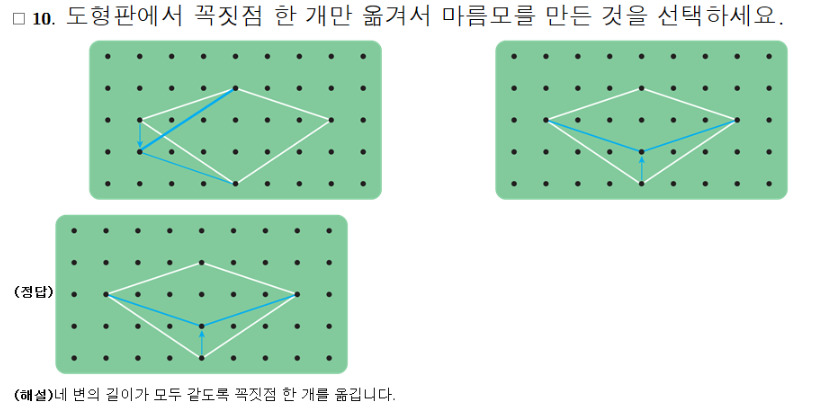 □ 10. 도형판에서 꼭짓점 한 개만 옮겨서 마름모를 만든 것을 선택하세요.
(정답)
(해설)네 변의 길이가 모두 같도록 꼭짓점 한 개를 옮깁니다.